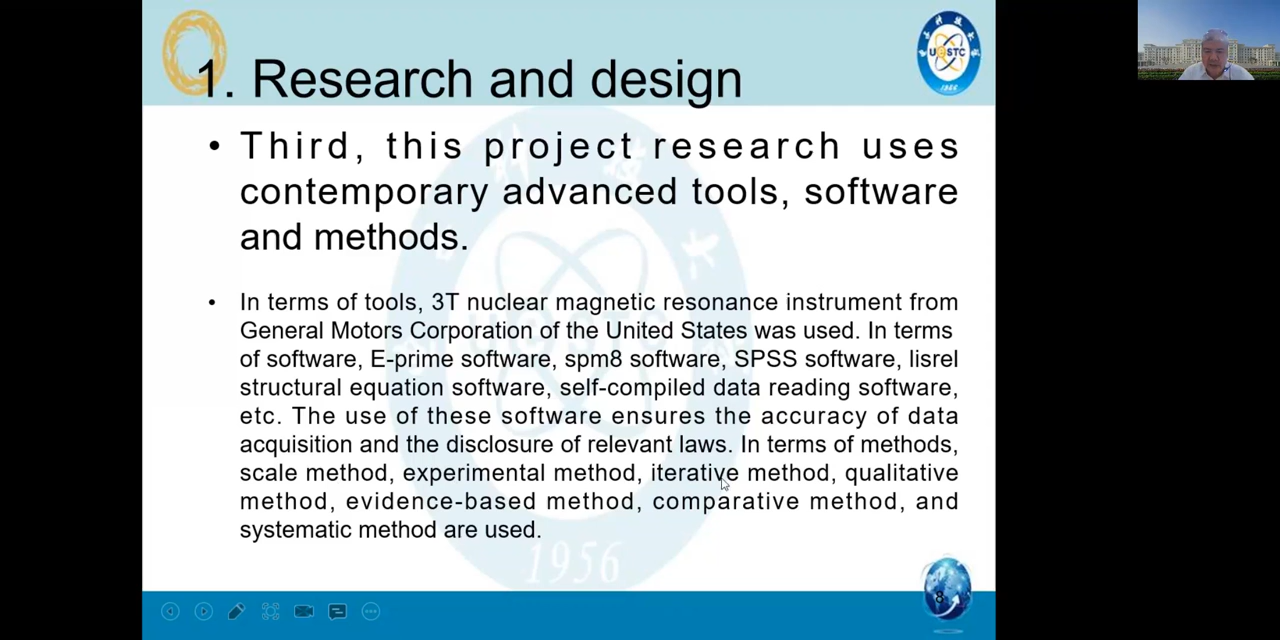 1. Research and design
UESTC
1956
• Third, this project research uses
contemporary advanced tools, software
and methods.
• In terms of tools, 3T nuclear magnetic resonance instrument from
General Motors Corporation of the United States was used. In terms
of software, E-prime software, spm8 software, SPSS software, lisrel
structural equation software, self-compiled data reading software,
etc. The use of these software ensures the accuracy of data
acquisition and the disclosure of relevant laws. In terms of methods,
scale method, experimental method, iterative method, qualitative
method, evidence-based method, comparative method, and
systematic method are used.
1956
8